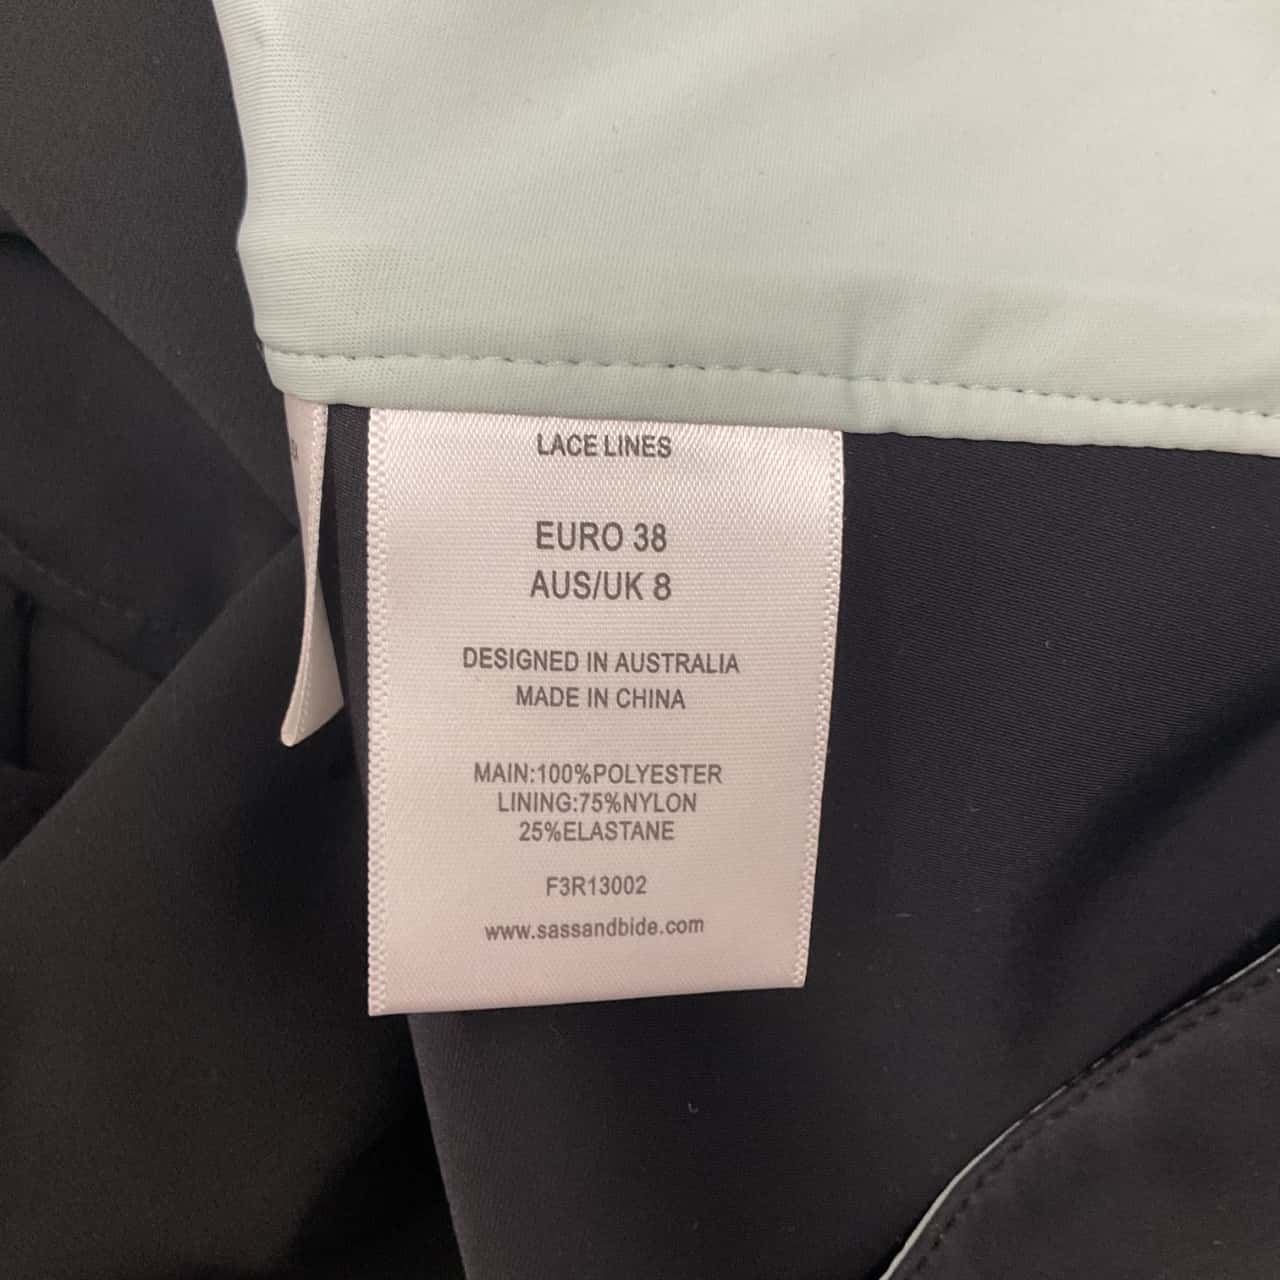 LACE LINES
EURO 38
AUS/UK 8
DESIGNED IN AUSTRALIA
MADE IN CHINA
MAIN:100%POLYESTER
LINING:75%NYLON
25%ELASTANE
F3R13002
www.sassandbide.com